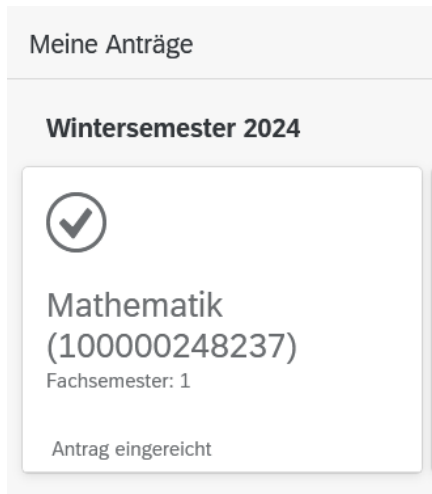 Meine Anträge
Wintersemester 2024
Mathematik
(100000248237)
Fachsemester: 1
Antrag eingereicht